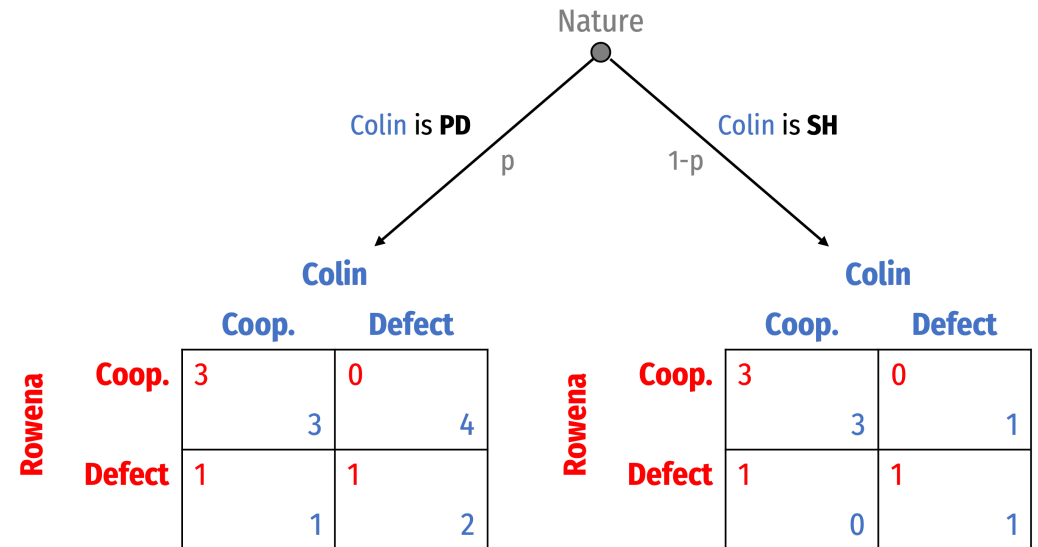 Nature
Colin is PD
Colin is SH
p
1-p
Colin
Colin
Coop. Defect
Coop. Defect
Rowena
Coop. 3 0
3 4
Defect 1 1
1 2
Rowena
Coop. 3 0
3 1
Defect 1 1
0 1